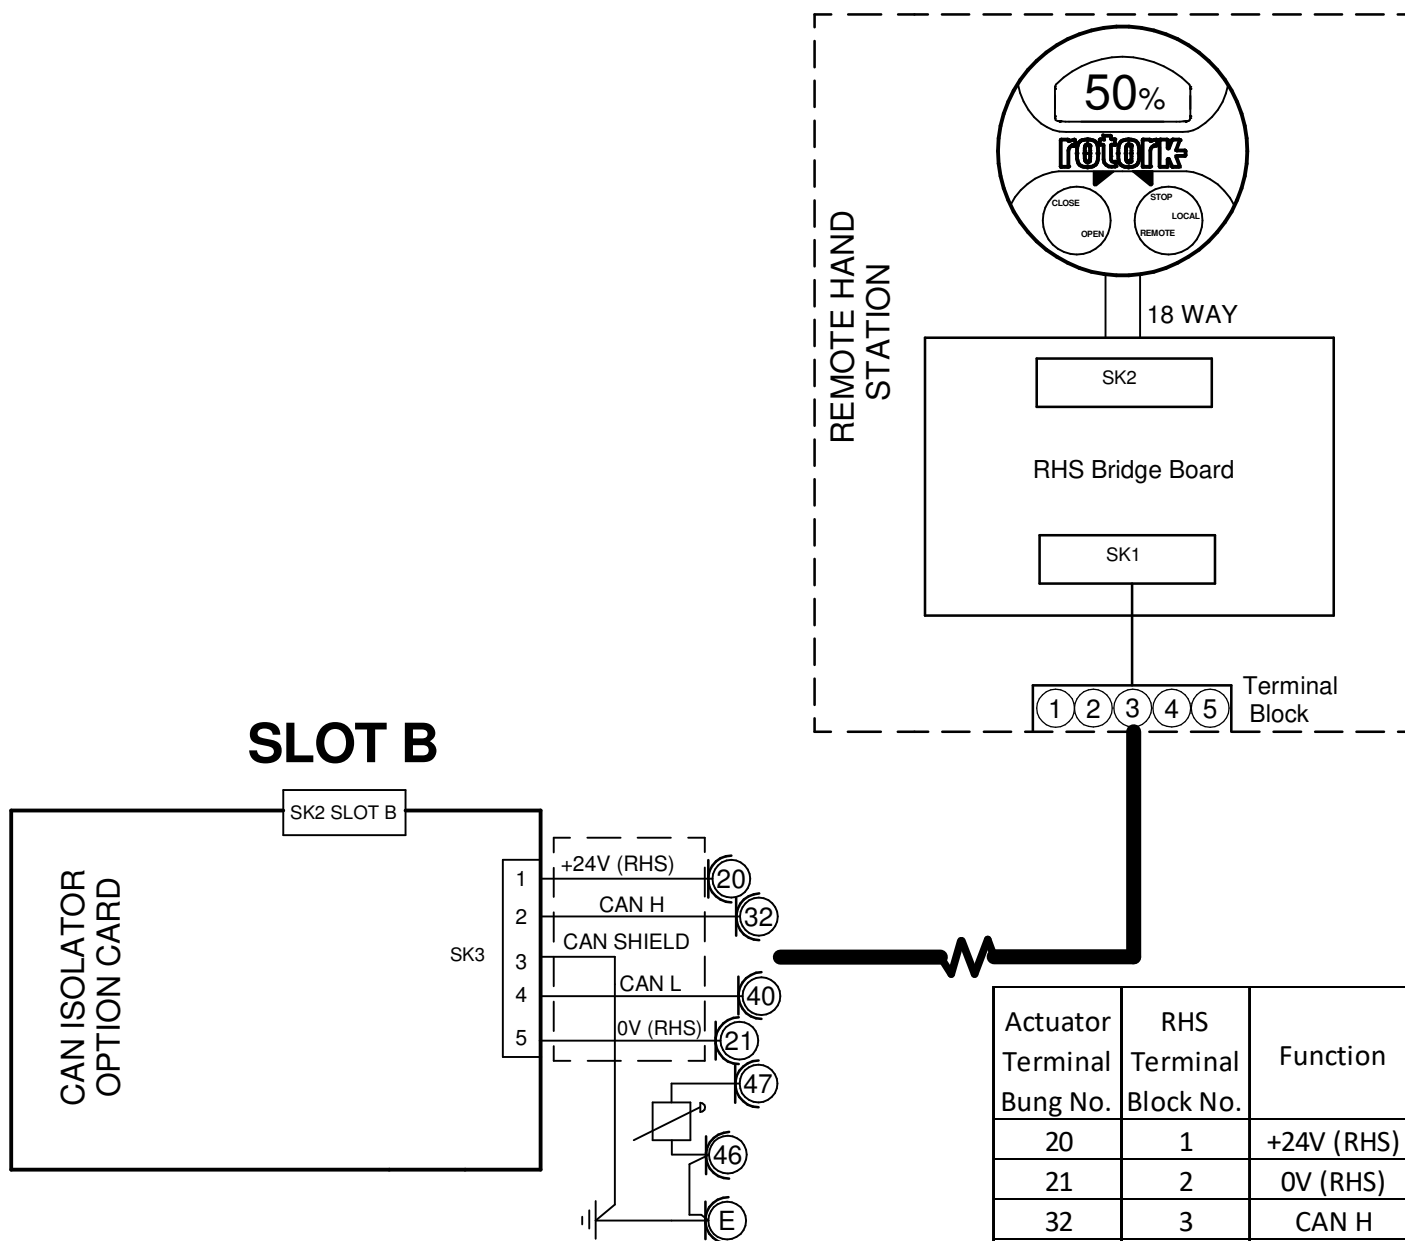 50%
rotork
CLOSE
OPEN
STOP
LOCAL
REMOTE
REMOTE HAND
STATION
18 WAY
SK2
RHS Bridge Board
SK1
1 2 3 4 5
Terminal
Block
SLOT B
SK2 SLOT B
CAN ISOLATOR
OPTION CARD
SK3
1 +24V (RHS) 20
2 CAN H 32
3 CAN SHIELD
4 CAN L 40
5 0V (RHS) 21
47
46
E
Actuator Terminal Bung No. RHS Terminal Block No. Function
20 1 +24V (RHS)
21 2 0V (RHS)
32 3 CAN H